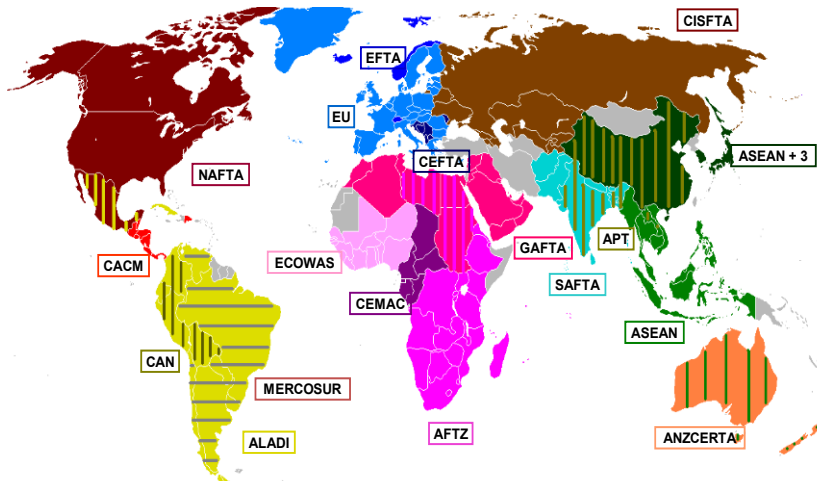 CISFTA
EFTA
EU
CEFTA
ASEAN + 3
NAFTA
CACM
ECOWAS
GAFTA
APT
SAFTA
CEMAC
ASEAN
CAN
MERCOSUR
ALADI
AFTZ
ANZCERTA